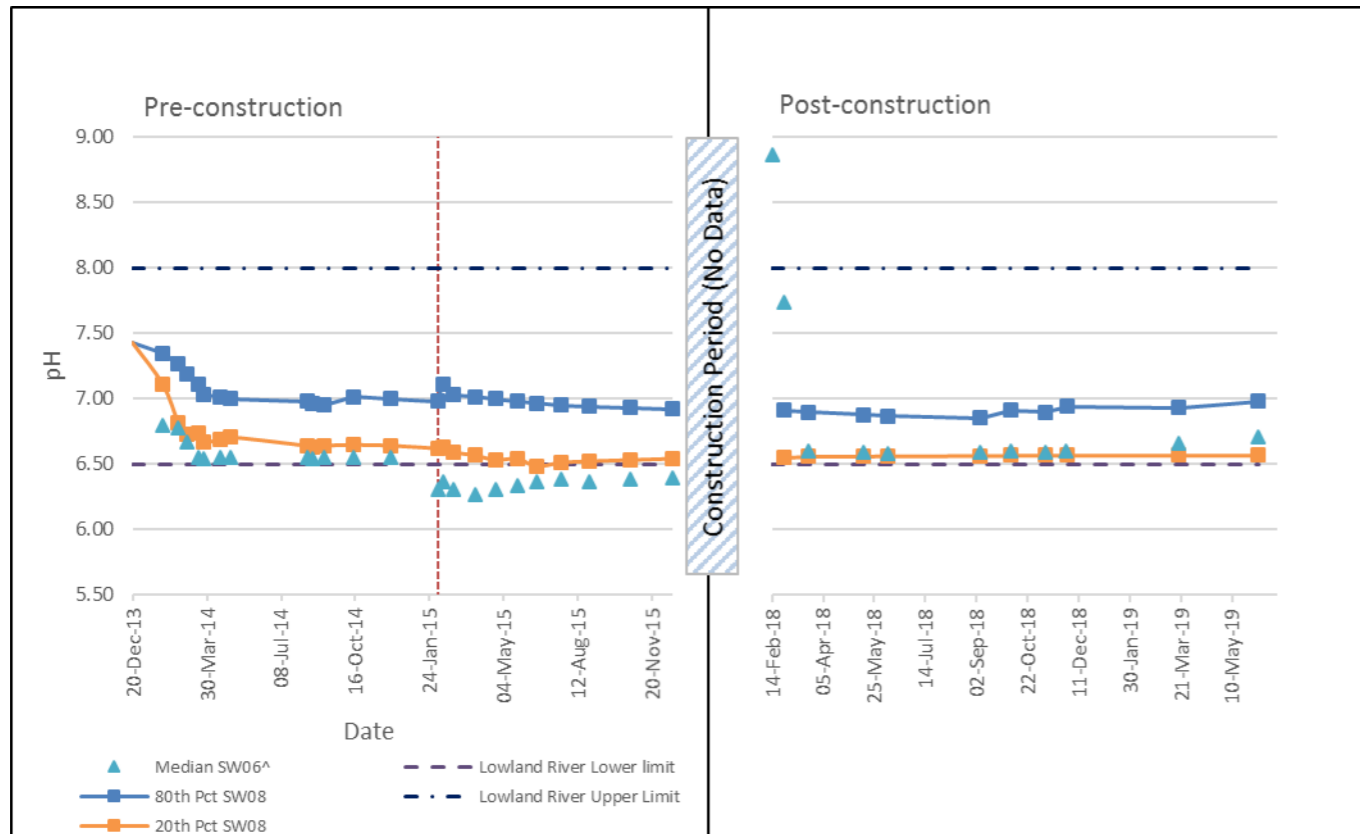 Pre-construction
Post-construction
9.00
8.50
8.00
7.50
7.00
6.50
6.00
5.50
pH
Construction Period (No Data)
20-Dec-13
30-Mar-14
08-Jul-14
16-Oct-14
24-Jan-15
04-May-15
12-Aug-15
20-Nov-15
14-Feb-18
05-Apr-18
25-May-18
14-Jul-18
02-Sep-18
22-Oct-18
11-Dec-18
30-Jan-19
21-Mar-19
10-May-19
Date
Median SW06^
Lowland River Lower limit
80th Pct SW08
Lowland River Upper Limit
20th Pct SW08